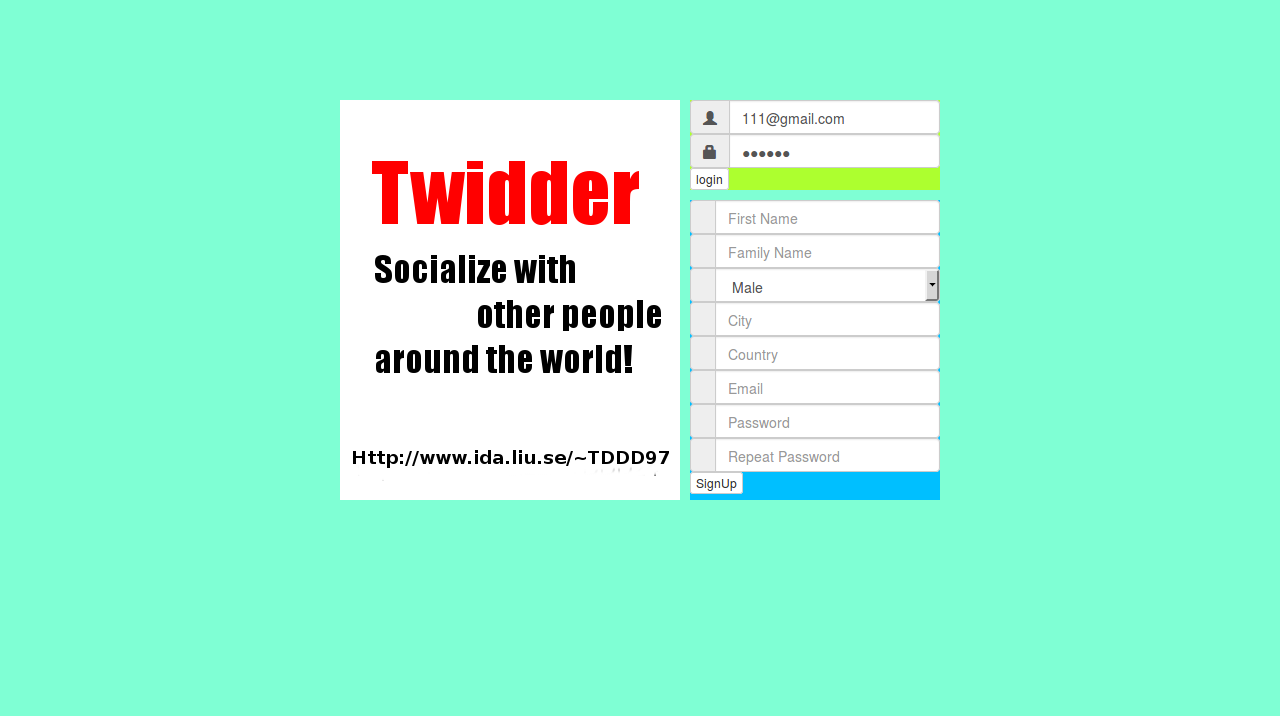 Twidder
Socialize with
other people
around the world!
Http://www.ida.liu.se/~TDDD97
111@gmail.com
●●●●●●
login
First Name
Family Name
Male
City
Country
Email
Password
Repeat Password
SignUp